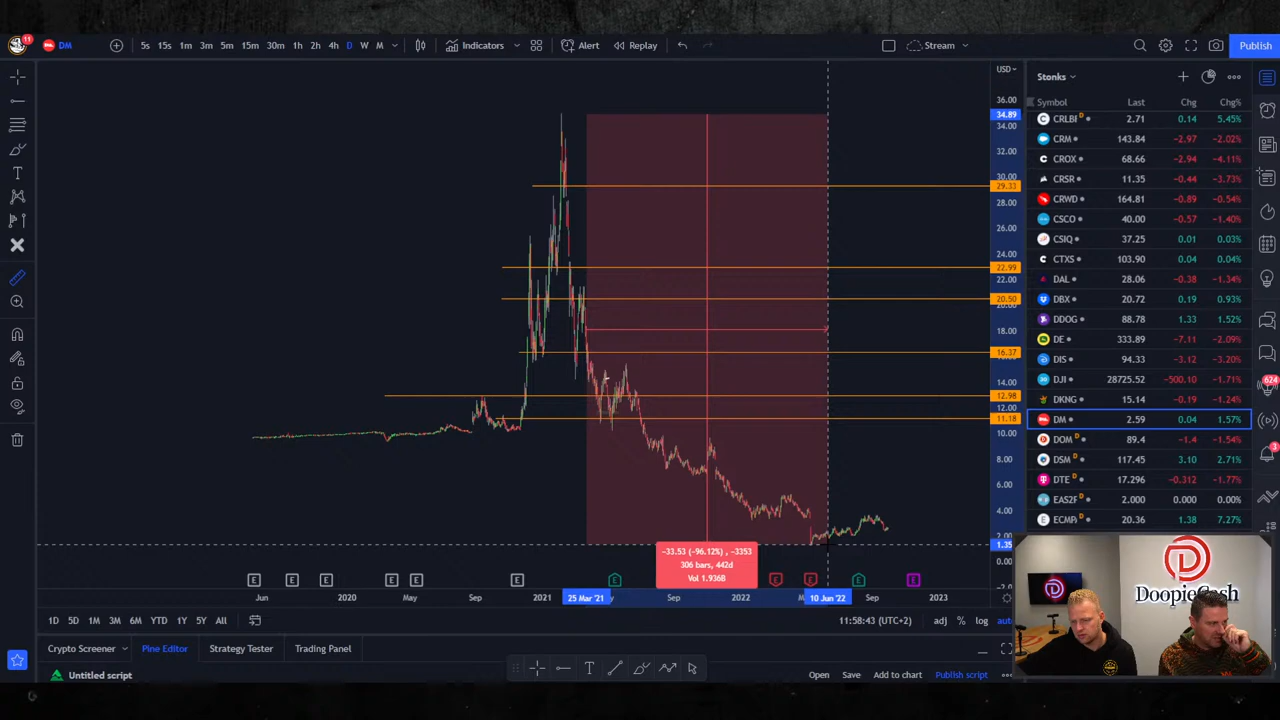 11
DM
5s 15s 1m 3m 5m 15m 30m 1h 2h 4h D W M Indicators Alert Replay Stream Publish
USD
36.00
34.89
34.00
32.00
30.00
29.33
28.00
26.00
24.00
22.99
22.00
20.50
18.00
16.37
14.00
12.98
12.00
11.18
10.00
8.00
6.00
4.00
2.00
1.35
0.00
−33.53 (−96.12%) , −3353
306 bars, 442d
Vol 1.936B
E E E E E E E E E E E
Jun 2020 May Sep 2021 25 Mar '21 Sep 2022 10 Jun '22 Sep 2023
1D 5D 1M 3M 6M YTD 1Y 5Y All 11:58:43 (UTC+2) adj % log auto
Crypto Screener Pine Editor Strategy Tester Trading Panel
Untitled script Open Save Add to chart Publish script
Stonks
Symbol Last Chg Chg%
CRLBF D 2.71 0.14 5.45%
CRM 143.84 −2.97 −2.02%
CROX 68.66 −2.94 −4.11%
CRSR 11.35 −0.44 −3.73%
CRWD 164.81 −0.89 −0.54%
CSCO 40.00 −0.57 −1.40%
CSIQ 37.25 0.01 0.03%
CTXS 103.90 0.04 0.04%
DAL 28.06 −0.38 −1.34%
DBX 20.72 0.19 0.93%
DDOG 88.78 1.33 1.52%
DE 333.89 −7.11 −2.09%
DIS 94.33 −3.12 −3.20%
DJI 28725.52 −500.10 −1.71%
DKNG 15.14 −0.19 −1.24%
DM 2.59 0.04 1.57%
DOM D 89.4 −1.4 −1.54%
DSM D 117.45 3.10 2.71%
DTE D 17.296 −0.312 −1.77%
EAS2F D 2.000 0.000 0.00%
ECMPA D 20.36 1.38 7.27%
624
3
DoopieCash